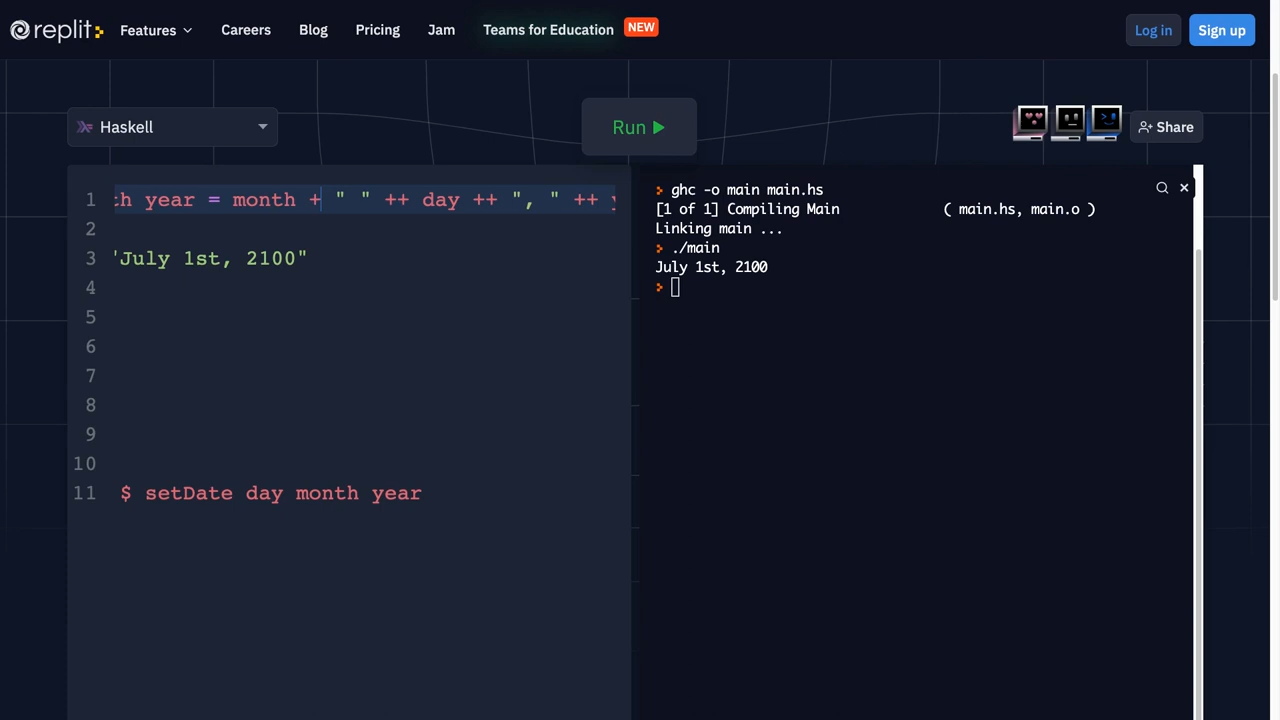 replit
Features
Careers
Blog
Pricing
Jam
Teams for Education
NEW
Log in
Sign up
Haskell
Run
Share
1 th year = month + " " ++ day ++ ", " ++
2
3 "July 1st, 2100"
4
5
6
7
8
9
10
11 $ setDate day month year
ghc -o main main.hs
[1 of 1] Compiling Main ( main.hs, main.o )
Linking main ...
./main
July 1st, 2100